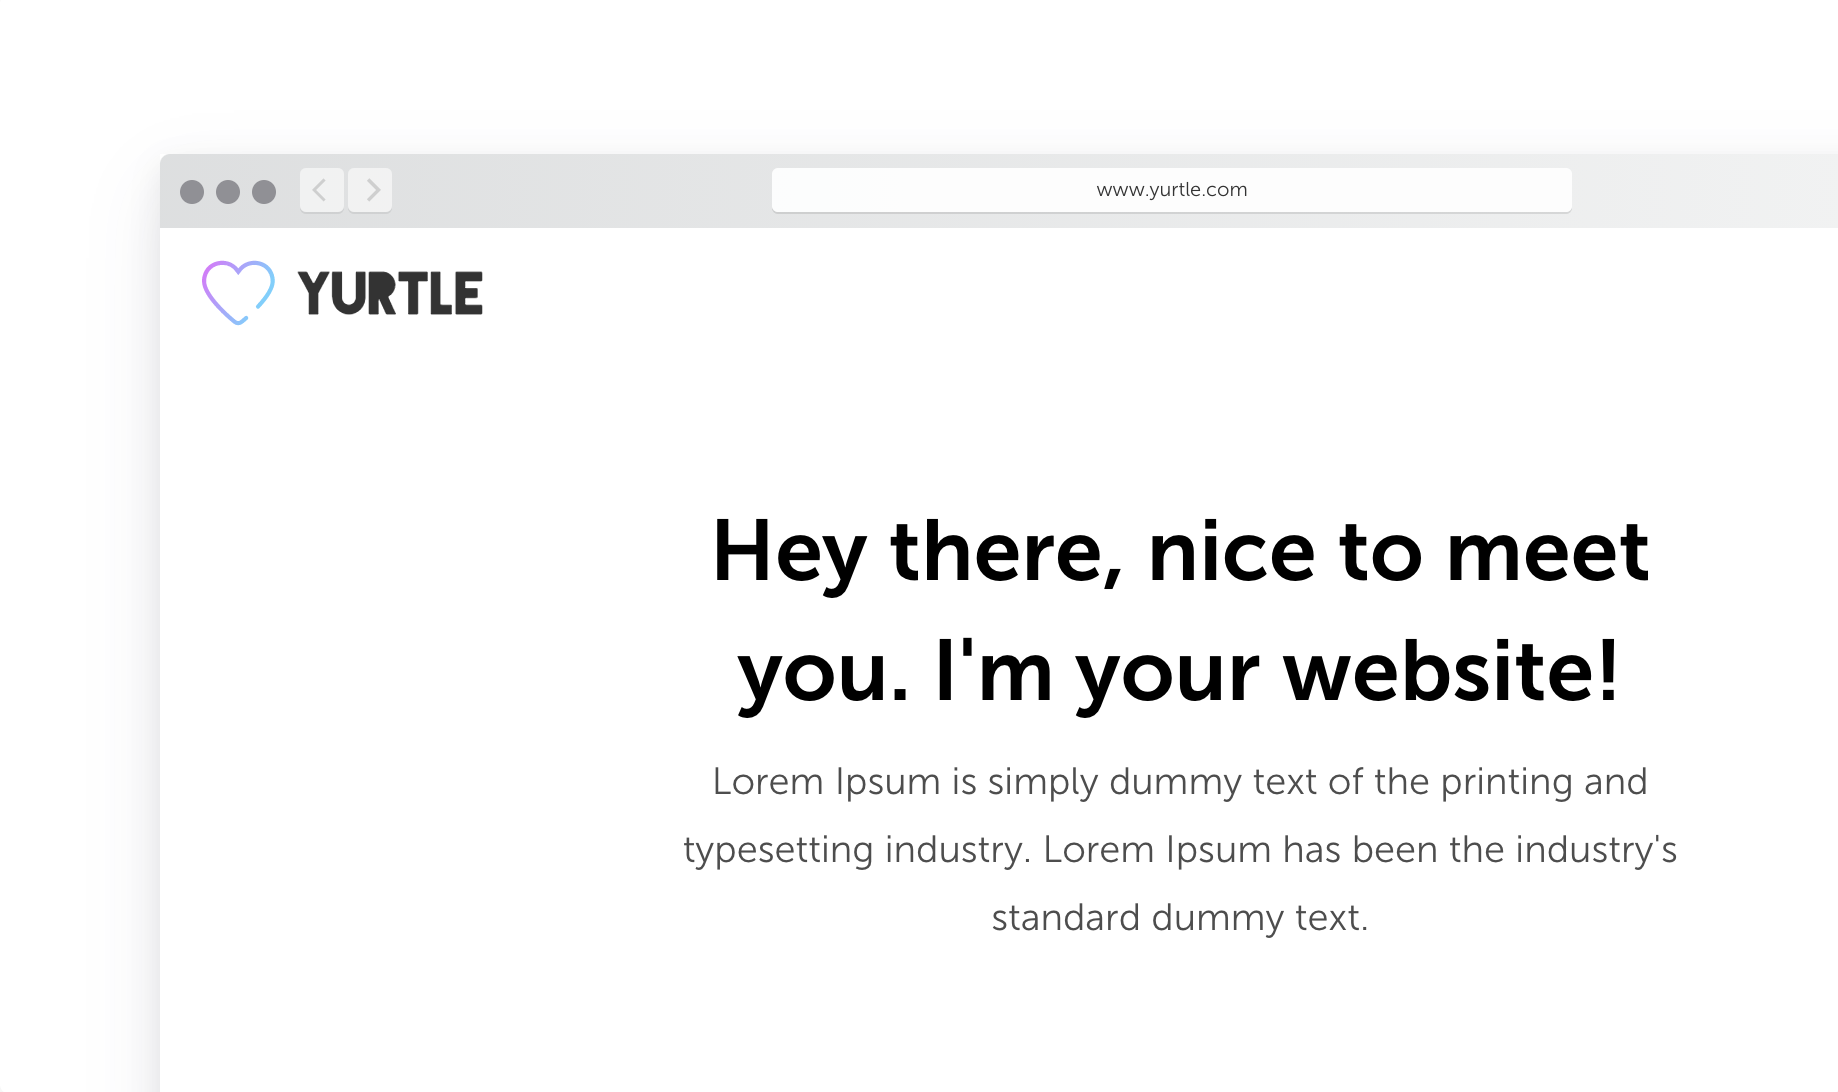 www.yurtle.com
YURTLE
Hey there, nice to meet
you. I'm your website!
Lorem Ipsum is simply dummy text of the printing and
typesetting industry. Lorem Ipsum has been the industry's
standard dummy text.